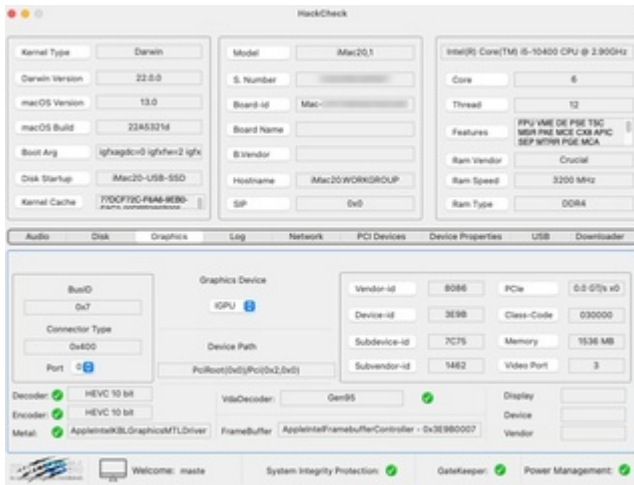 HackCheck
Kernel Type Darwin
Darwin Version 22.0.0
macOS Version 13.0
macOS Build 22A5321d
Boot Arg igfxagdc=0 igfxfw=2 igfx
Disk Startup iMac20-USB-SSD
Kernel Cache
Model iMac20,1
S. Number
Board-id Mac-
Board Name
B.Vendor
Hostname iMac20.WORKGROUP
SIP 0x0
Intel(R) Core(TM) i5-10400 CPU @ 2.90GHz
Core 6
Thread 12
Features FPU VME DE PSE TSC
MSR PAE MCE CX8 APIC
SEP MTRR PGE MCA
Ram Vendor Crucial
Ram Speed 3200 MHz
Ram Type DDR4
Audio Disk Graphics Log Network PCI Devices Device Properties USB Downloader
BusID
0x7
Connector Type
0x400
Port 0
Graphics Device
IGPU
Device Path
PciRoot(0x0)/Pci(0x2,0x0)
Vendor-id 8086
Device-id 3E9B
Subdevice-id 7C75
Subvendor-id 1462
PCIe 0.0 GT/s x0
Class-Code 030000
Memory 1536 MB
Video Port 3
Decoder: HEVC 10 bit
Encoder: HEVC 10 bit
Metal: AppleIntelKBLGraphicsMTLDriver
VdaDecoder: Gen95
FrameBuffer AppleIntelFramebufferController - 0x3E9B0007
Display
Device
Vendor
Welcome: maste
System Integrity Protection:
GateKeeper:
Power Management: